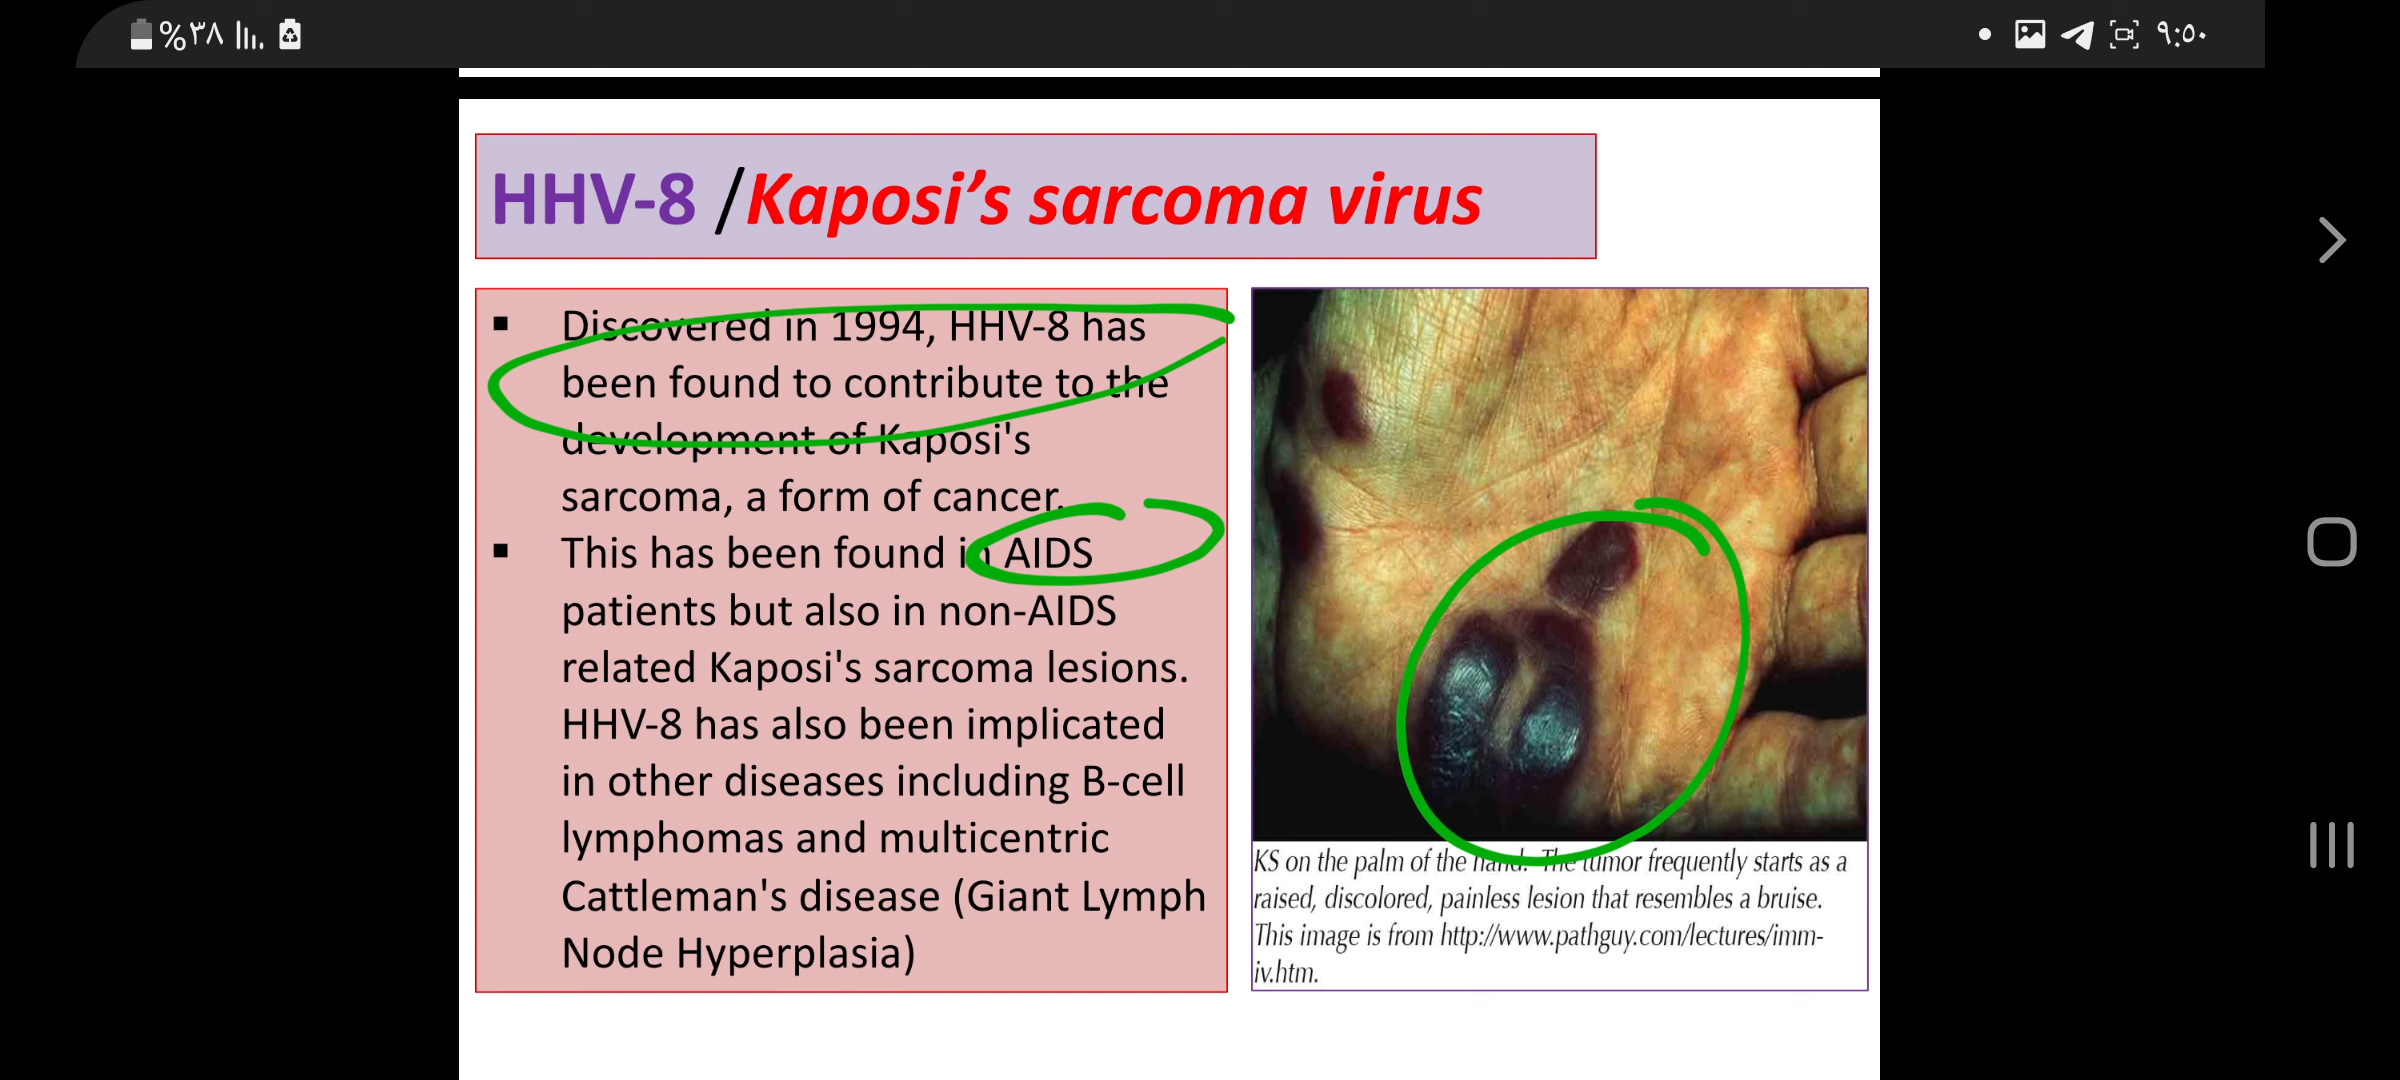 %٣٨
٩:٥٠
HHV-8 /Kaposi's sarcoma virus
▪ Discovered in 1994, HHV-8 has
been found to contribute to the
development of Kaposi's
sarcoma, a form of cancer.
▪ This has been found in AIDS
patients but also in non-AIDS
related Kaposi's sarcoma lesions.
HHV-8 has also been implicated
in other diseases including B-cell
lymphomas and multicentric
Cattleman's disease (Giant Lymph
Node Hyperplasia)
KS on the palm of the hand. The tumor frequently starts as a
raised, discolored, painless lesion that resembles a bruise.
This image is from http://www.pathguy.com/lectures/imm-
iv.htm.